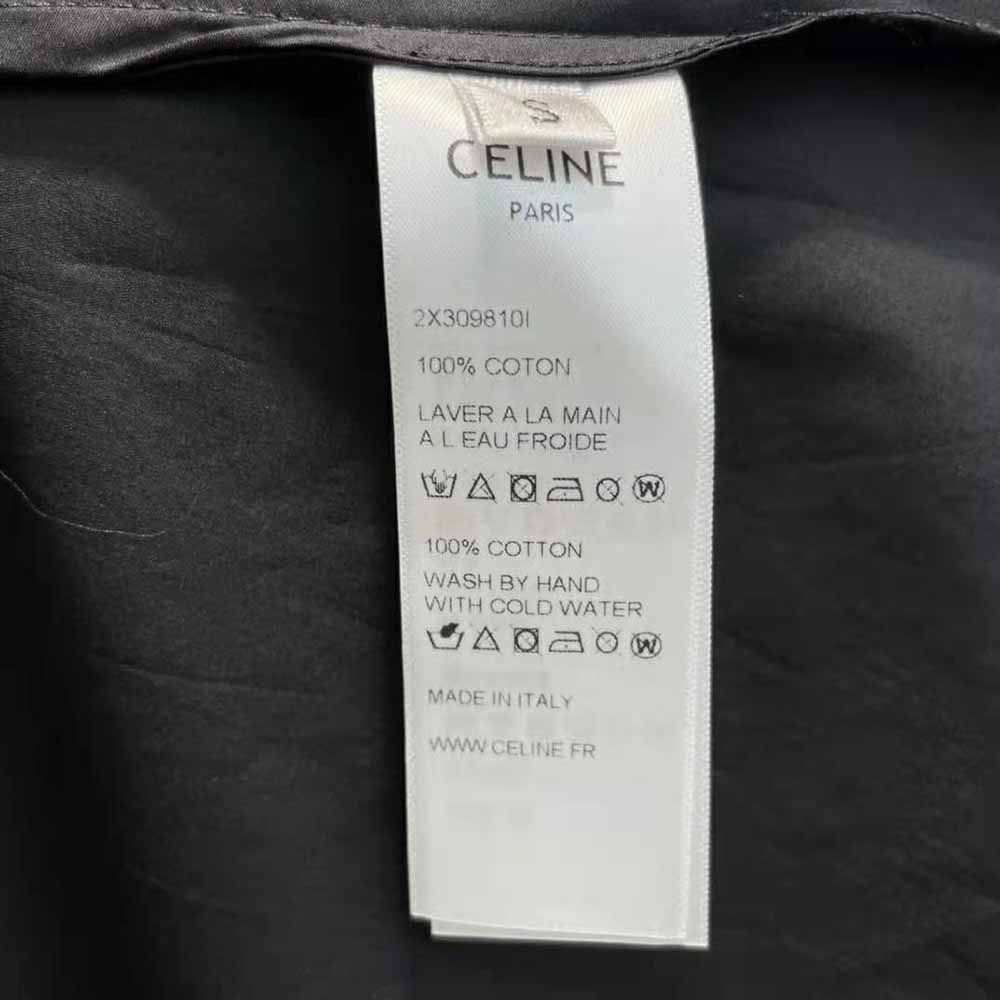 S
CELINE
PARIS
2X309810I
100% COTON
LAVER A LA MAIN
A L EAU FROIDE
W
100% COTTON
WASH BY HAND
WITH COLD WATER
W
MADE IN ITALY
WWW CELINE FR